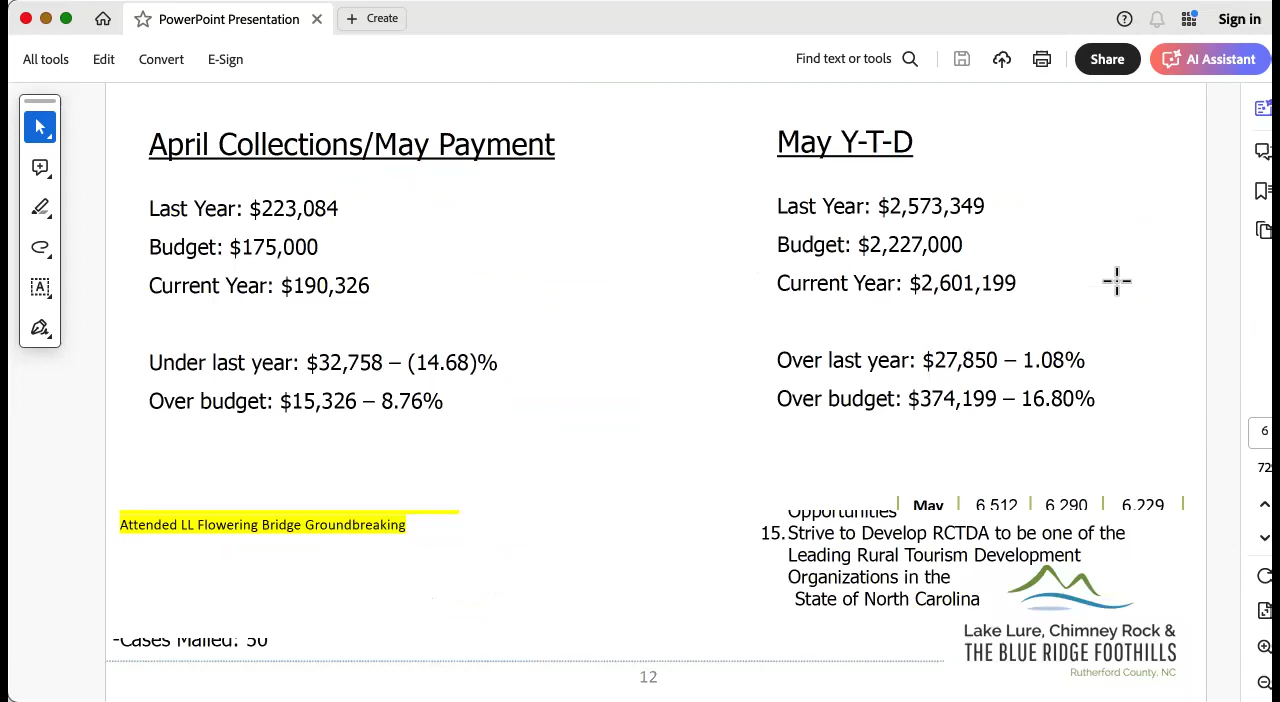 PowerPoint Presentation
Create
Sign in
All tools
Edit
Convert
E-Sign
Find text or tools
Share
AI Assistant
April Collections/May Payment
Last Year: $223,084
Budget: $175,000
Current Year: $190,326
Under last year: $32,758 – (14.68)%
Over budget: $15,326 – 8.76%
May Y-T-D
Last Year: $2,573,349
Budget: $2,227,000
Current Year: $2,601,199
Over last year: $27,850 – 1.08%
Over budget: $374,199 – 16.80%
Attended LL Flowering Bridge Groundbreaking
May 6,512 6,290 6,229
Opportunities
15. Strive to Develop RCTDA to be one of the
Leading Rural Tourism Development
Organizations in the
State of North Carolina
-Cases Mailed: 50
Lake Lure, Chimney Rock &
THE BLUE RIDGE FOOTHILLS
Rutherford County, NC
12
6
72